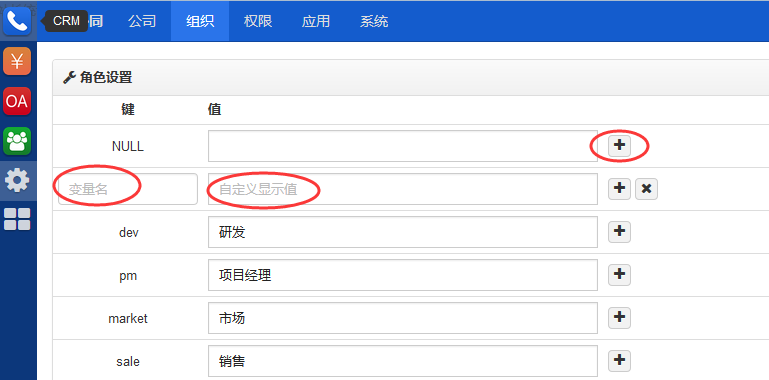 CRM 同 公司 组织 权限 应用 系统
¥
OA
角色设置
键 值
NULL
变量名 自定义显示值
dev 研发
pm 项目经理
market 市场
sale 销售